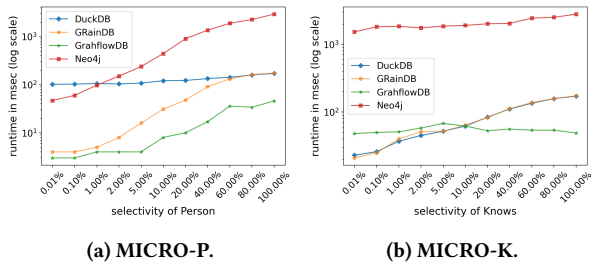 runtime in msec (log scale)
10³
10²
10¹
DuckDB
GRainDB
GrahflowDB
Neo4j
0.01%
0.10%
1.00%
2.00%
5.00%
10.00%
20.00%
40.00%
60.00%
80.00%
100.00%
selectivity of Person
(a) MICRO-P.
runtime in msec (log scale)
10³
10²
DuckDB
GRainDB
GrahflowDB
Neo4j
0.01%
0.10%
1.00%
2.00%
5.00%
10.00%
20.00%
40.00%
60.00%
80.00%
100.00%
selectivity of Knows
(b) MICRO-K.